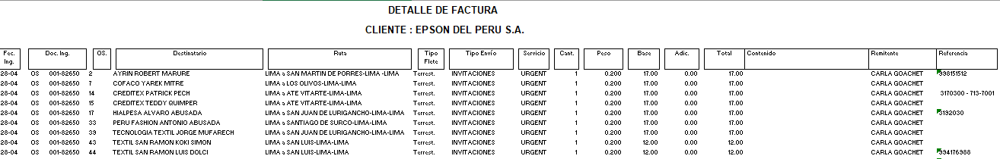 DETALLE DE FACTURA
CLIENTE : EPSON DEL PERU S.A.
Fec. Ing. Doc. Ing. OS. Destinatario Ruta Tipo Flete Tipo Envío Servicio Cant. Peso Base Adic. Total Contenido Remitente Referencia
28-04 OS 001-82650 2 AYRIN ROBERT MARURE LIMA a SAN MARTIN DE PORRES-LIMA -LIMA Terrest. INVITACIONES URGENT 1 0.200 17.00 0.00 17.00 CARLA GOACHET 998151512
28-04 OS 001-82650 7 COFACO YAREK MITRE LIMA a LOS OLIVOS-LIMA-LIMA Terrest. INVITACIONES URGENT 1 0.200 17.00 0.00 17.00 CARLA GOACHET
28-04 OS 001-82650 14 CREDITEX PATRICK PECH LIMA a ATE VITARTE-LIMA-LIMA Terrest. INVITACIONES URGENT 1 0.200 17.00 0.00 17.00 CARLA GOACHET 3170300 - 713-7001
28-04 OS 001-82650 15 CREDITEX TEDDY QUIMPER LIMA a ATE VITARTE-LIMA-LIMA Terrest. INVITACIONES URGENT 1 0.200 17.00 0.00 17.00 CARLA GOACHET
28-04 OS 001-82650 17 HIALPESA ALVARO ABUSADA LIMA a SAN JUAN DE LURIGANCHO-LIMA-LIMA Terrest. INVITACIONES URGENT 1 0.200 17.00 0.00 17.00 CARLA GOACHET 3192030
28-04 OS 001-82650 33 PERU FASHION ANTONIO ABUSADA LIMA a SANTIAGO DE SURCO-LIMA-LIMA Terrest. INVITACIONES URGENT 1 0.200 17.00 0.00 17.00 CARLA GOACHET
28-04 OS 001-82650 39 TECNOLOGIA TEXTIL JORGE MUFARECH LIMA a SAN JUAN DE LURIGANCHO-LIMA-LIMA Terrest. INVITACIONES URGENT 1 0.200 17.00 0.00 17.00 CARLA GOACHET
28-04 OS 001-82650 43 TEXTIL SAN RAMON KOKI SIMON LIMA a SAN LUIS-LIMA-LIMA Terrest. INVITACIONES URGENT 1 0.200 12.00 0.00 12.00 CARLA GOACHET
28-04 OS 001-82650 44 TEXTIL SAN RAMON LUIS DOLCI LIMA a SAN LUIS-LIMA-LIMA Terrest. INVITACIONES URGENT 1 0.200 12.00 0.00 12.00 CARLA GOACHET 994176988